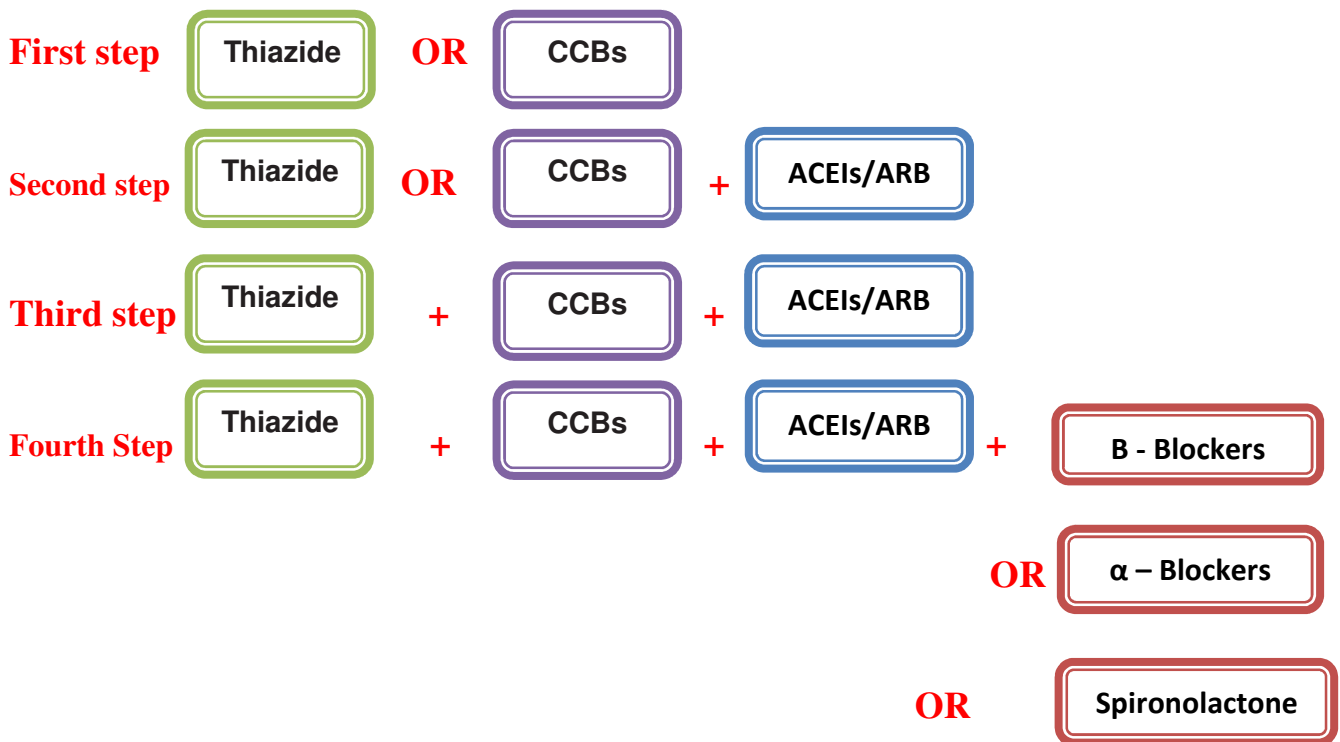 First step Thiazide OR CCBs
Second step Thiazide OR CCBs + ACEIs/ARB
Third step Thiazide + CCBs + ACEIs/ARB
Fourth Step Thiazide + CCBs + ACEIs/ARB + B - Blockers
OR α – Blockers
OR Spironolactone